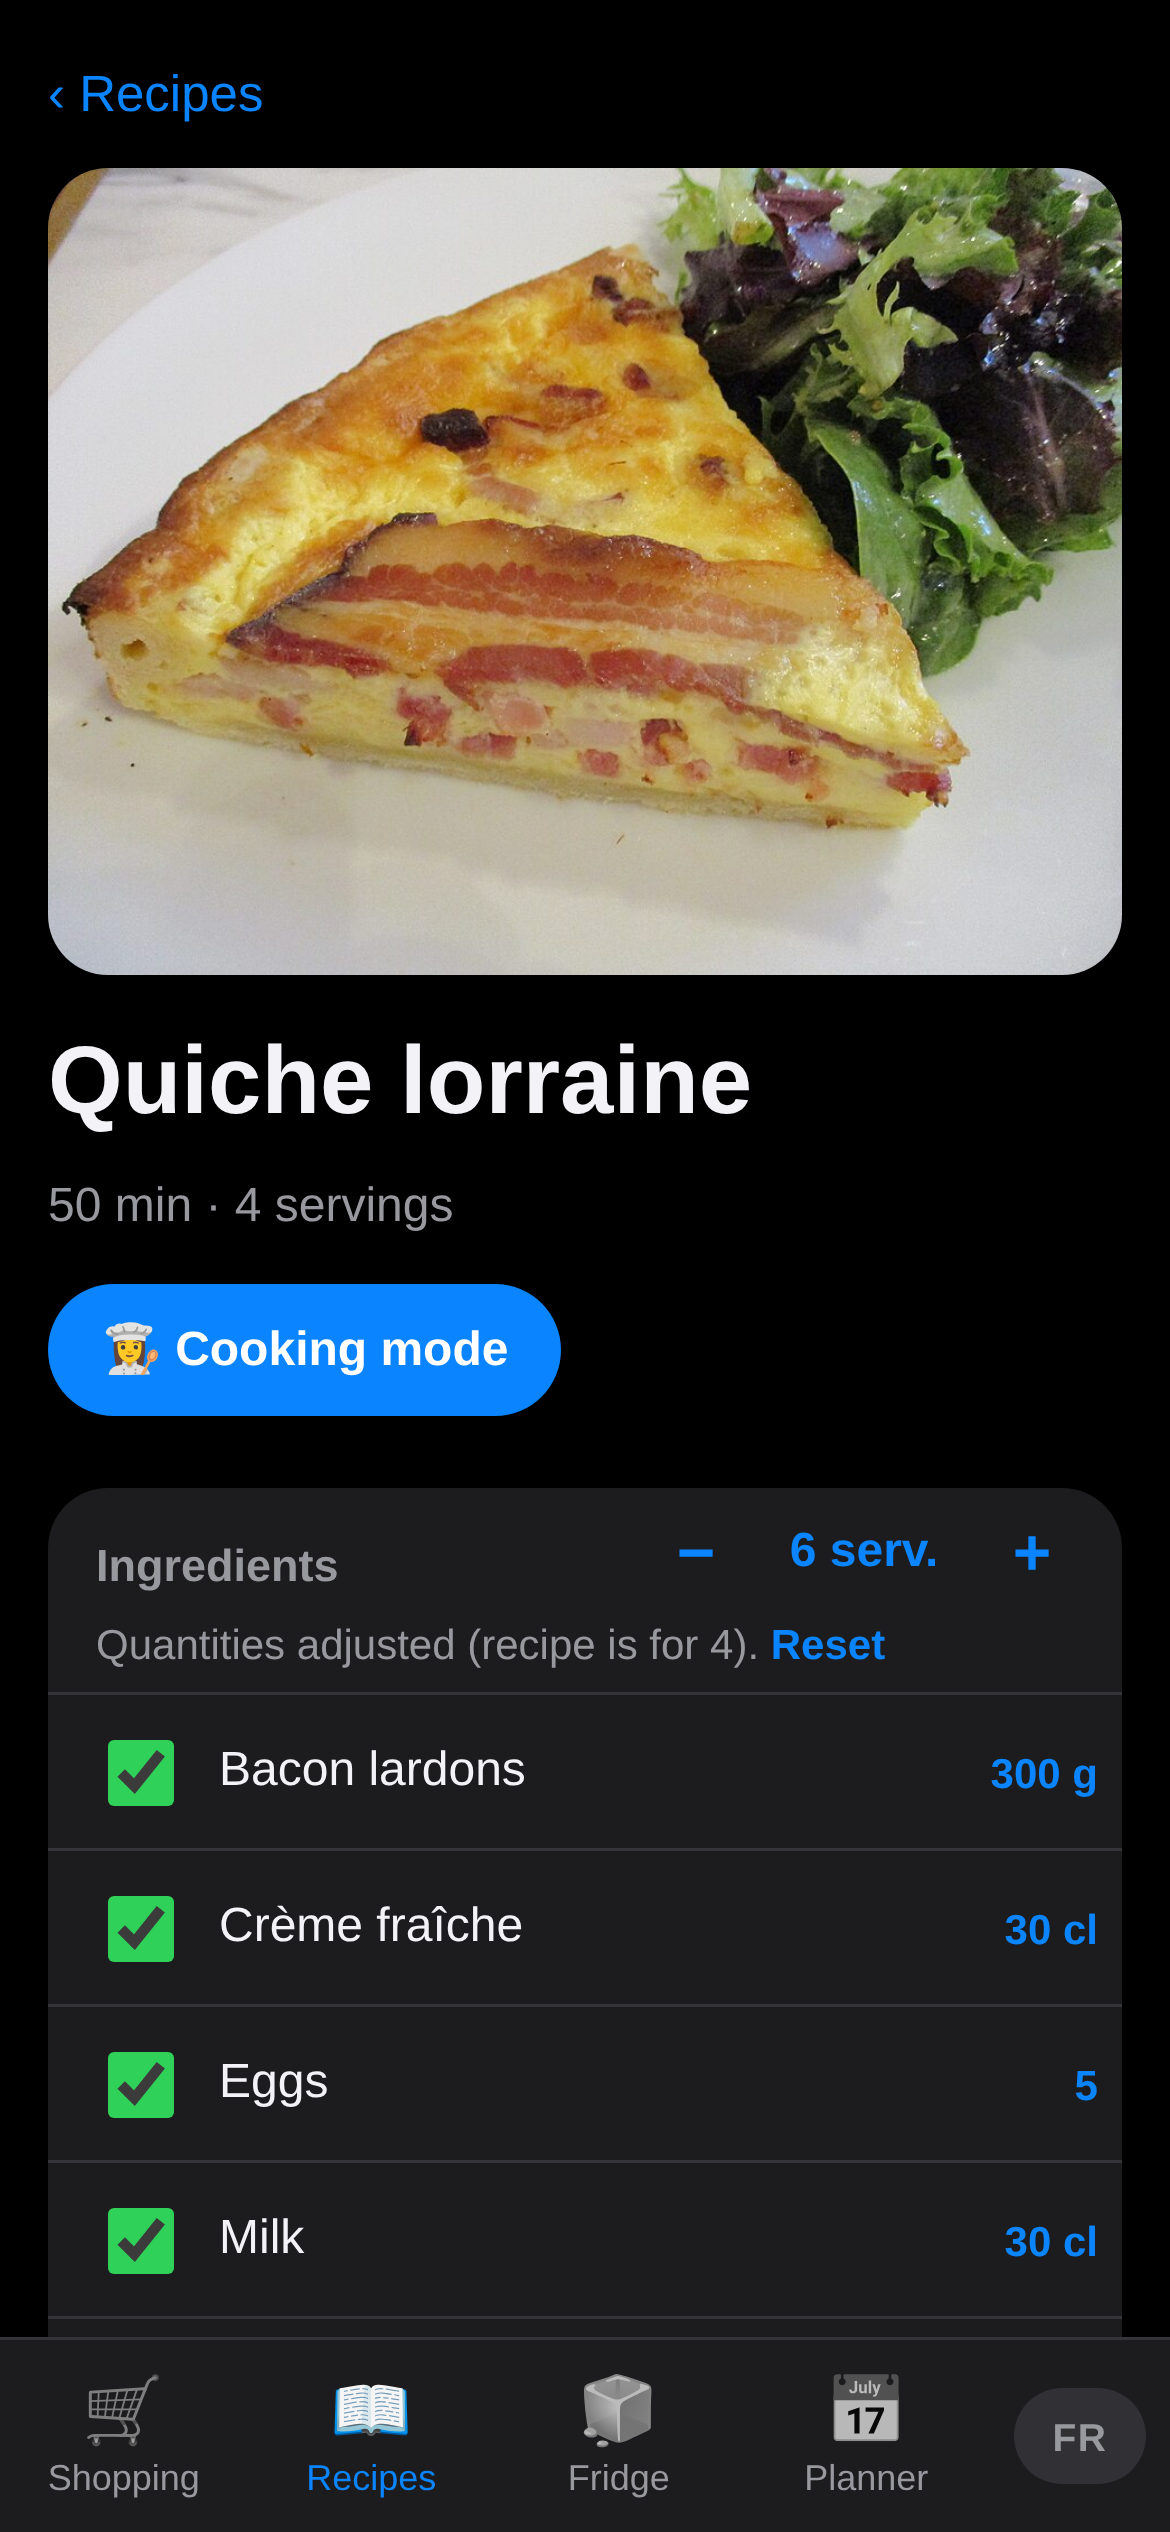 ‹ Recipes
Quiche lorraine
50 min · 4 servings
Cooking mode
Ingredients
− 6 serv. +
Quantities adjusted (recipe is for 4). Reset
Bacon lardons 300 g
Crème fraîche 30 cl
Eggs 5
Milk 30 cl
July
17
Shopping Recipes Fridge Planner FR